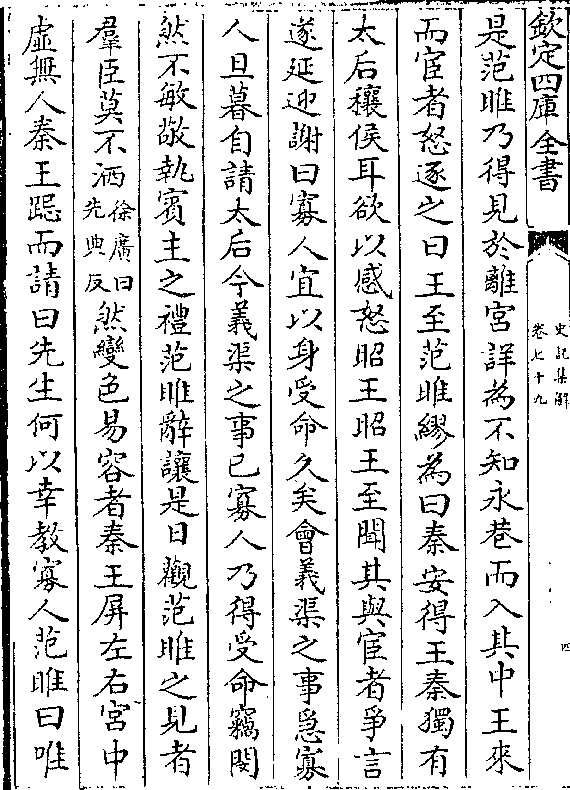 欽定四庫全書
史記集解
卷七十九
四
是范睢乃得見於離宮詳為不知永巷而入其中王來
而宦者怒逐之曰王至范睢繆為曰秦安得王秦獨有
太后穰侯耳欲以感怒昭王昭王至聞其與宦者爭言
遂延迎謝曰寡人宜以身受命久矣會義渠之事急寡
人旦暮自請太后今義渠之事已寡人乃得受命竊閔
然不敏敬執賓主之禮范睢辭讓是日觀范睢之見者
羣臣莫不洒徐廣曰先典反然變色易容者秦王屏左右宮中
虛無人秦王跽而請曰先生何以幸教寡人范睢曰唯